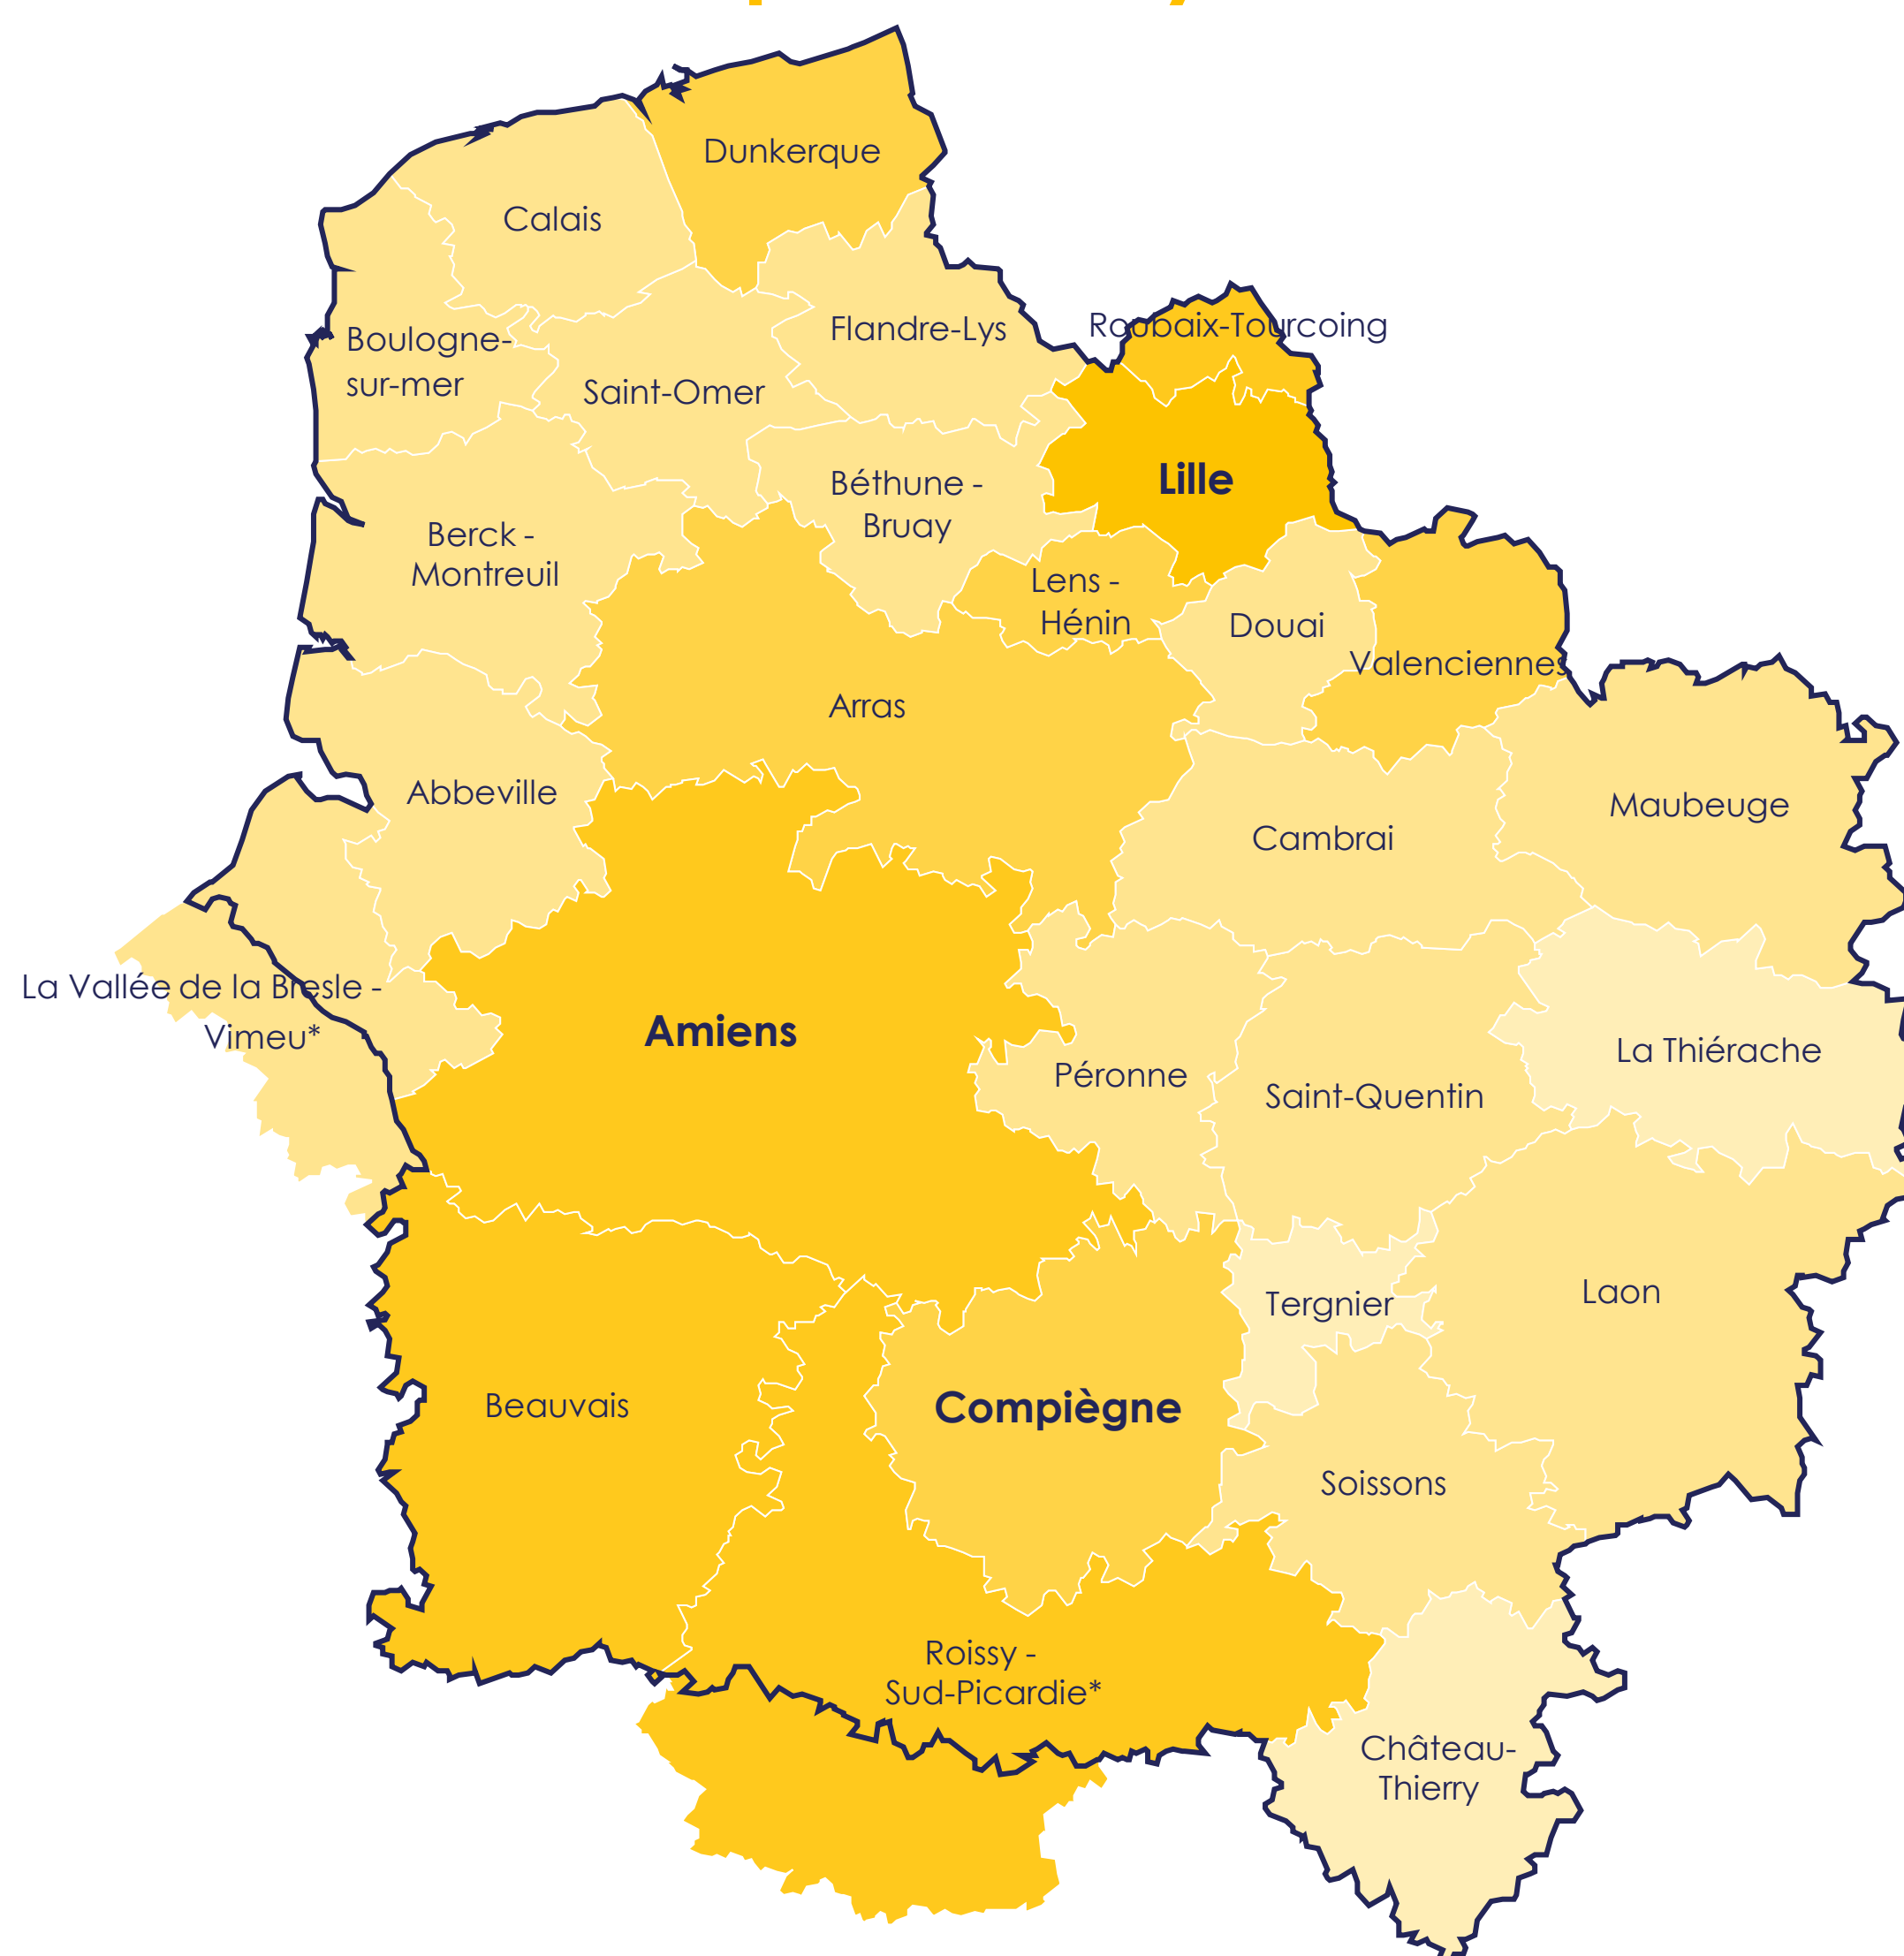 Dunkerque
Calais
Roubaix-Tourcoing
Flandre-Lys
Boulogne-
sur-mer
Saint-Omer
Lille
Béthune -
Bruay
Berck -
Montreuil
Lens -
Hénin
Douai
Valenciennes
Arras
Abbeville
Maubeuge
Cambrai
La Vallée de la Bresle -
Vimeu*
Amiens
La Thiérache
Péronne
Saint-Quentin
Laon
Tergnier
Beauvais
Compiègne
Soissons
Roissy -
Sud-Picardie*
Château-
Thierry